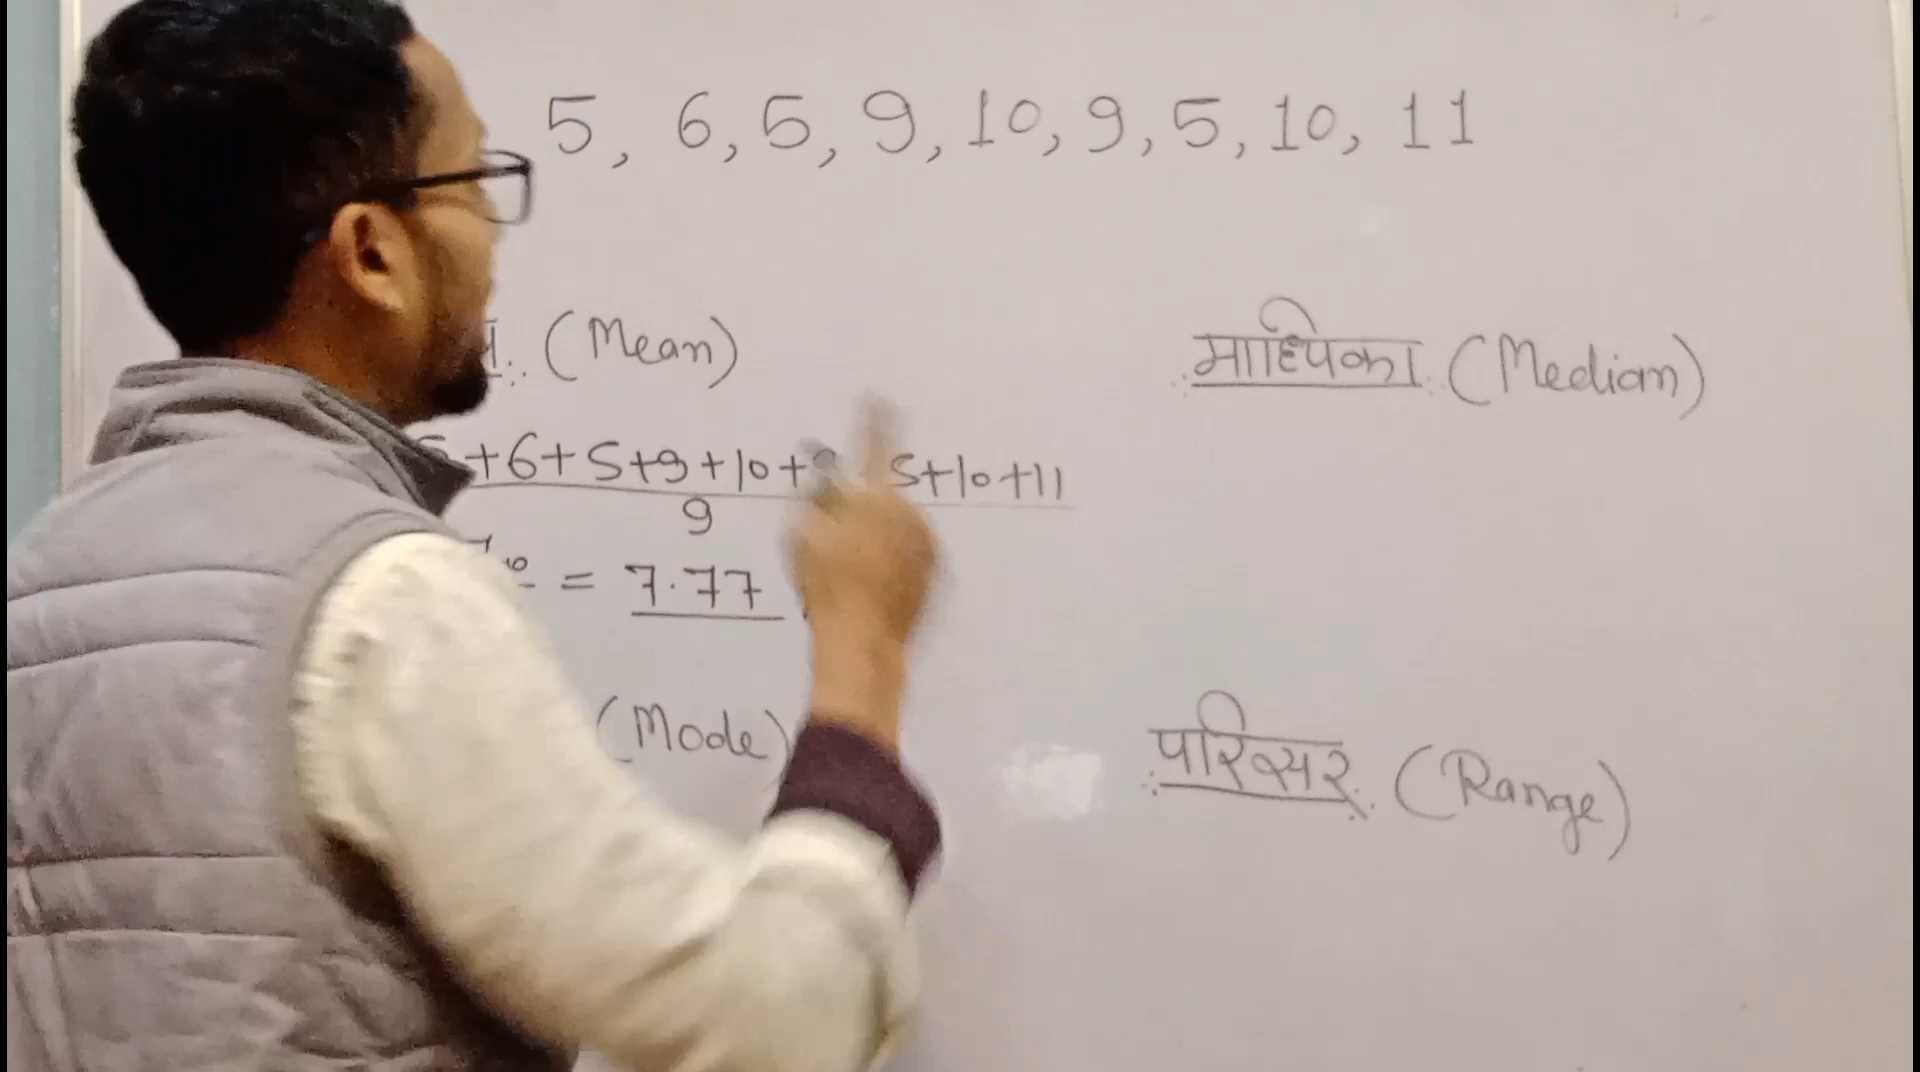 5, 6, 5, 9, 10, 9, 5, 10, 11
(Mean)
माध्यिका (Median)
+6+5+9+10+9 5+10+11
9
= 7.77
(Mode)
परिसर (Range)